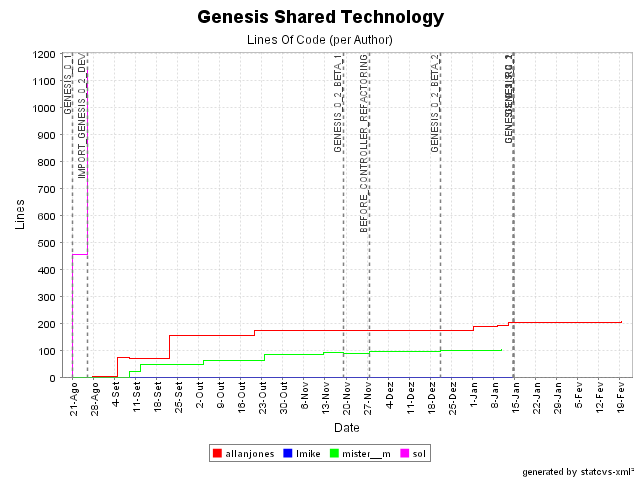 Genesis Shared Technology
Lines Of Code (per Author)
Lines
1200
1100
1000
900
800
700
600
500
400
300
200
100
0
GENESIS_0_1
IMPORT_GENESIS_0_2_DEV
GENESIS_0_2_BETA_1
BEFORE_CONTROLLER_REFACTORING
GENESIS_0_2_BETA_2
21-Ago
28-Ago
4-Set
11-Set
18-Set
25-Set
2-Out
9-Out
16-Out
23-Out
30-Out
6-Nov
13-Nov
20-Nov
27-Nov
4-Dez
11-Dez
18-Dez
25-Dez
1-Jan
8-Jan
15-Jan
22-Jan
29-Jan
5-Fev
12-Fev
19-Fev
Date
allanjones lmike mister__m sol
generated by statcvs-xml²